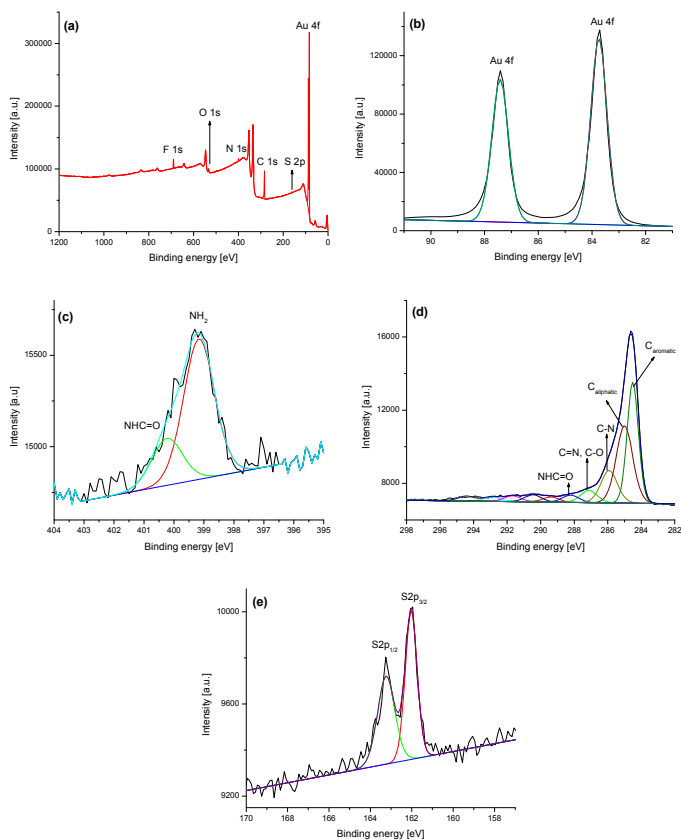 (a)
Au 4f
O 1s
F 1s
N 1s
C 1s
S 2p
300000
200000
100000
0
Intensity [a.u.]
1200 1000 800 600 400 200 0
Binding energy [eV]
(b)
Au 4f
Au 4f
120000
80000
40000
0
Intensity [a.u.]
90 88 86 84 82
Binding energy [eV]
(c)
NH2
NHC=O
15500
15000
Intensity [a.u]
404 403 402 401 400 399 398 397 396 395
Binding energy [eV]
(d)
Caromatic
Caliphatic
C-N
C=N, C-O
NHC=O
16000
12000
8000
Intensity [a.u.]
298 296 294 292 290 288 286 284 282
Binding energy [eV]
(e)
S2p3/2
S2p1/2
10000
9600
9200
Intensity [a.u.]
170 168 166 165 163 162 160 158
Binding energy [eV]